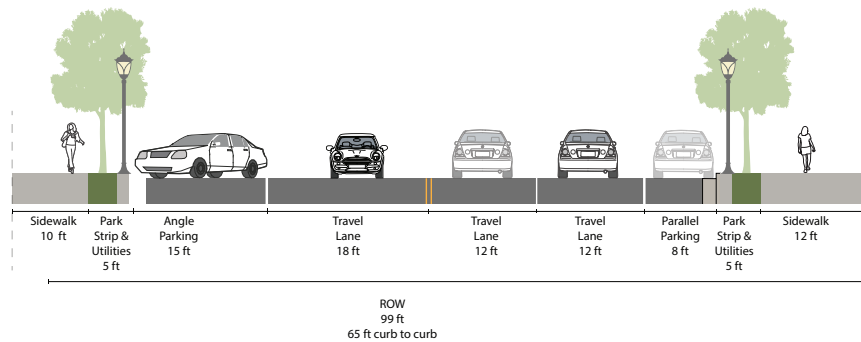 Sidewalk
10 ft
Park
Strip &
Utilities
5 ft
Angle
Parking
15 ft
Travel
Lane
18 ft
Travel
Lane
12 ft
Travel
Lane
12 ft
Parallel
Parking
8 ft
Park
Strip &
Utilities
5 ft
Sidewalk
12 ft
ROW
99 ft
65 ft curb to curb